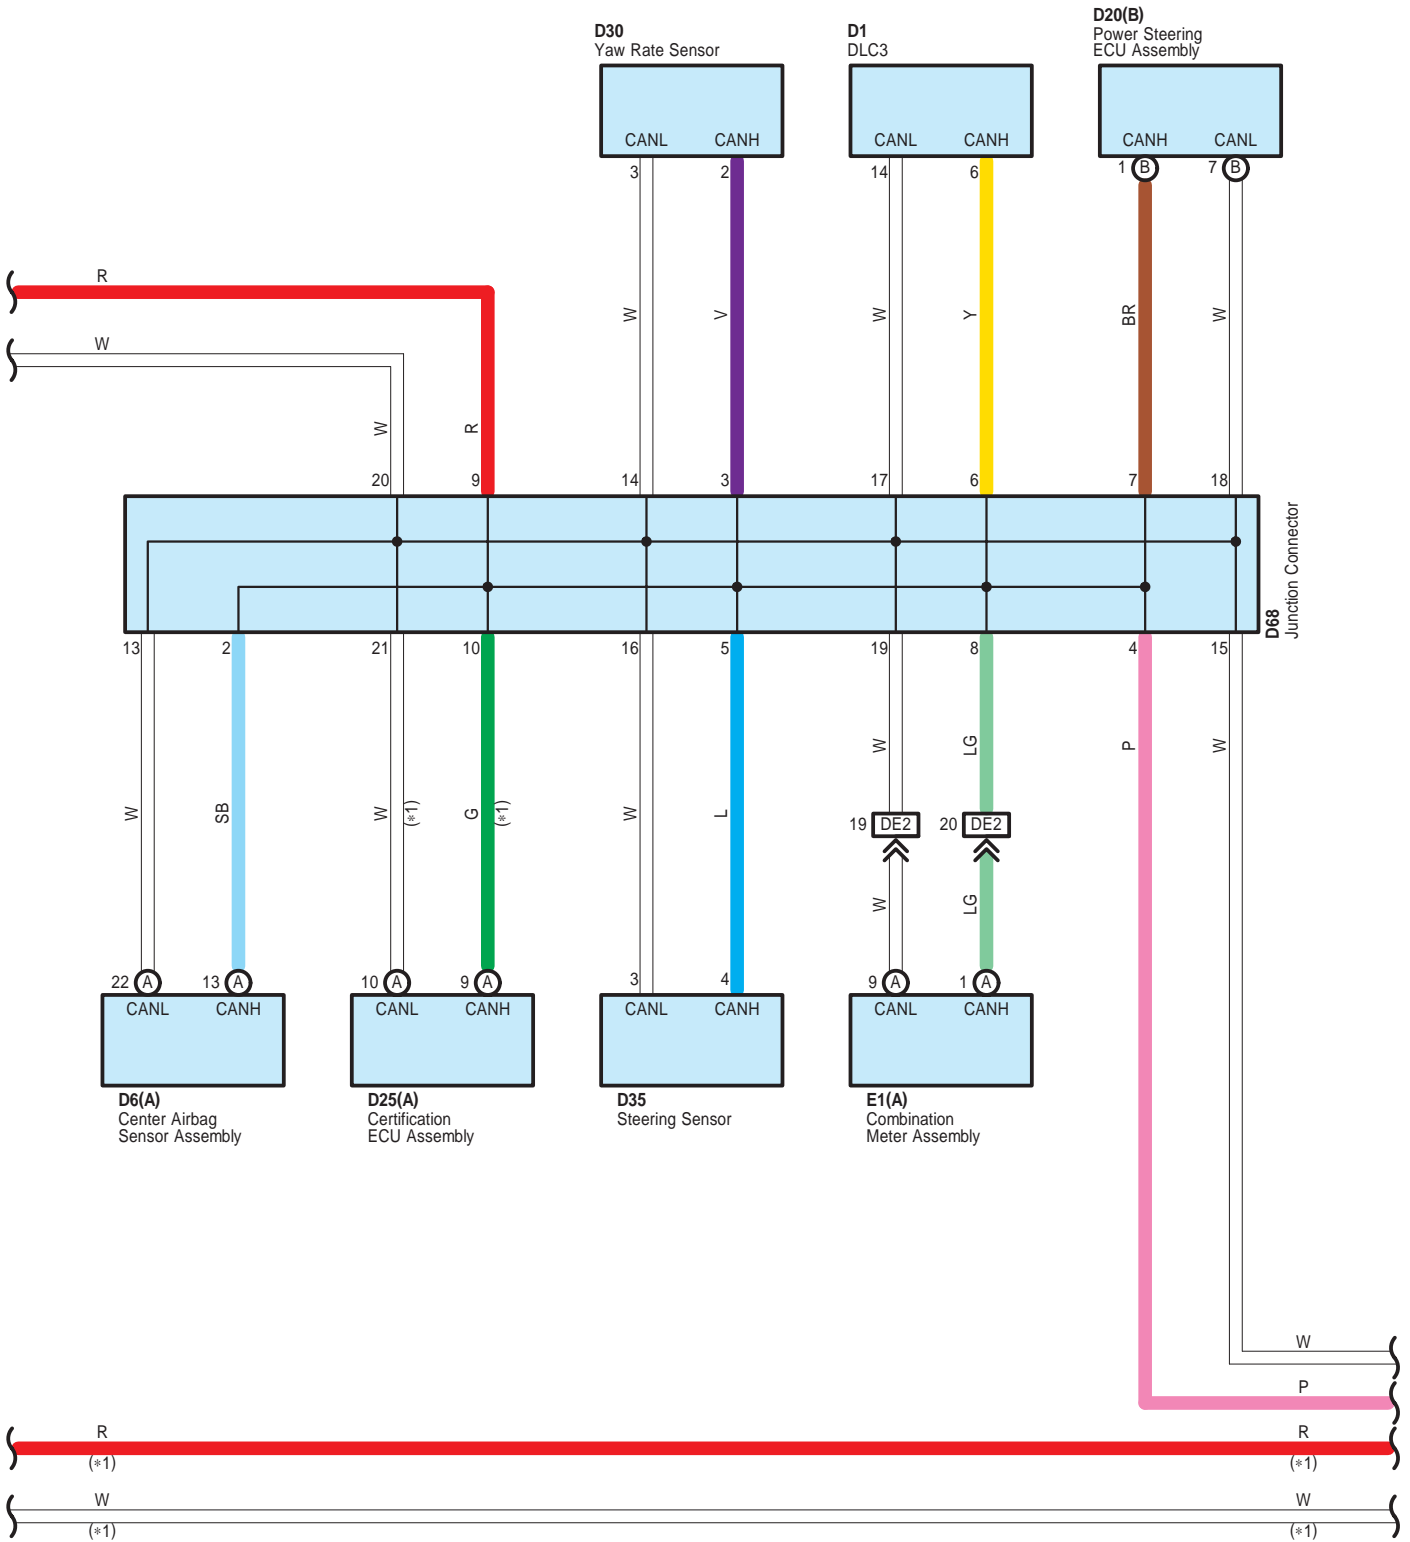 D30
Yaw Rate Sensor
D1
DLC3
D20(B)
Power Steering
ECU Assembly
CANL CANH
CANL CANH
CANH CANL
3 2 14 6 1 B 7 B
R
W
W V W Y BR W
W R
20 9 14 3 17 6 7 18
D68
Junction Connector
13 2 21 10 16 5 19 8 4 15
W LG P W
W SB W (*1) G (*1) W L
19 DE2 20 DE2
W LG
22 A 13 A 10 A 9 A 3 4 9 A 1 A
CANL CANH
CANL CANH
CANL CANH
CANL CANH
D6(A)
Center Airbag
Sensor Assembly
D25(A)
Certification
ECU Assembly
D35
Steering Sensor
E1(A)
Combination
Meter Assembly
W
P
R R
(*1) (*1)
W W
(*1) (*1)